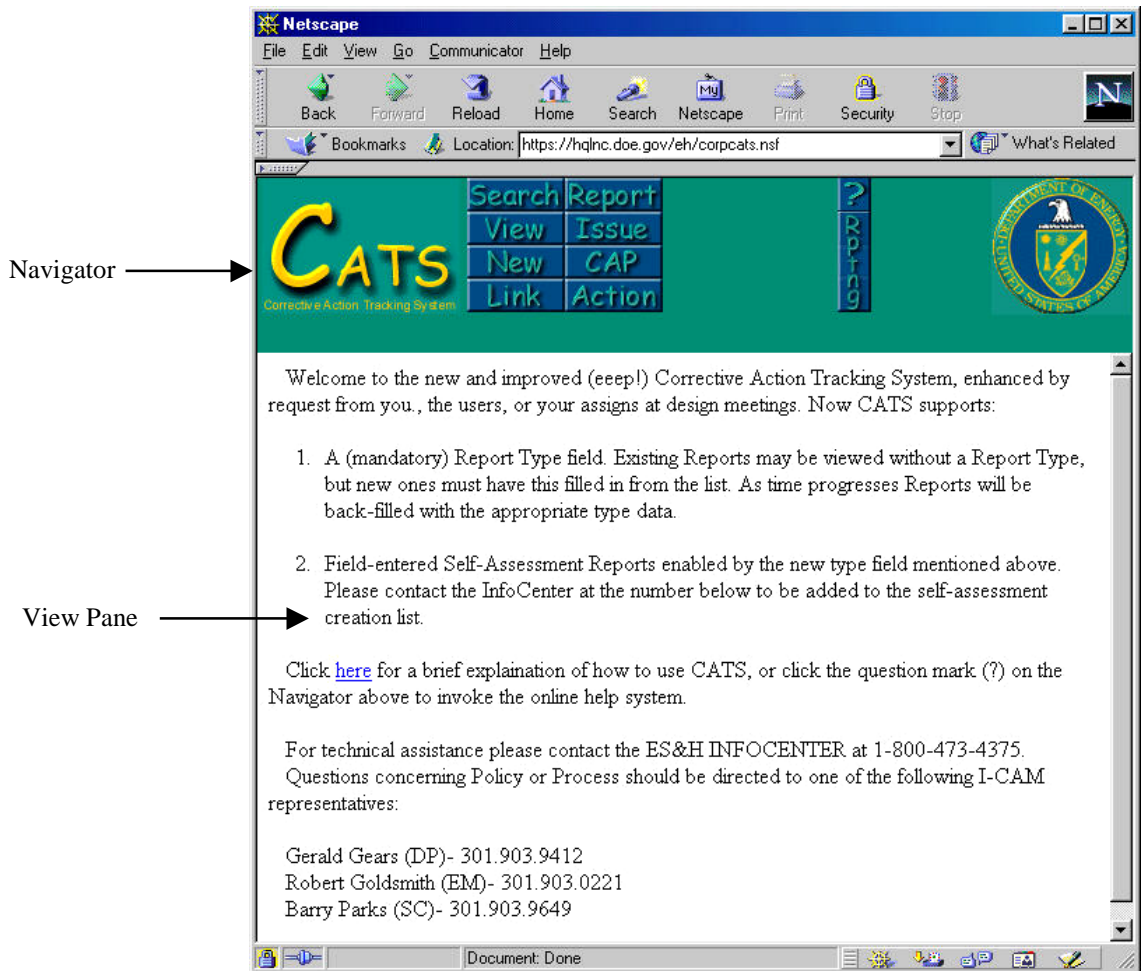 Netscape
File Edit View Go Communicator Help
Back Forward Reload Home Search Netscape Print Security Stop
My
N
Bookmarks Location: https://hqlnc.doe.gov/eh/corpcats.nsf What's Related
CATS
Corrective Action Tracking System
Search Report
View Issue
New CAP
Link Action
?
Rptng
DEPARTMENT OF ENERGY
UNITED STATES OF AMERICA
Navigator
Welcome to the new and improved (eeep!) Corrective Action Tracking System, enhanced by
request from you., the users, or your assigns at design meetings. Now CATS supports:
1. A (mandatory) Report Type field. Existing Reports may be viewed without a Report Type,
but new ones must have this filled in from the list. As time progresses Reports will be
back-filled with the appropriate type data.
2. Field-entered Self-Assessment Reports enabled by the new type field mentioned above.
Please contact the InfoCenter at the number below to be added to the self-assessment
creation list.
View Pane
Click here for a brief explaination of how to use CATS, or click the question mark (?) on the
Navigator above to invoke the online help system.
For technical assistance please contact the ES&H INFOCENTER at 1-800-473-4375.
Questions concerning Policy or Process should be directed to one of the following I-CAM
representatives:
Gerald Gears (DP)- 301.903.9412
Robert Goldsmith (EM)- 301.903.0221
Barry Parks (SC)- 301.903.9649
Document: Done